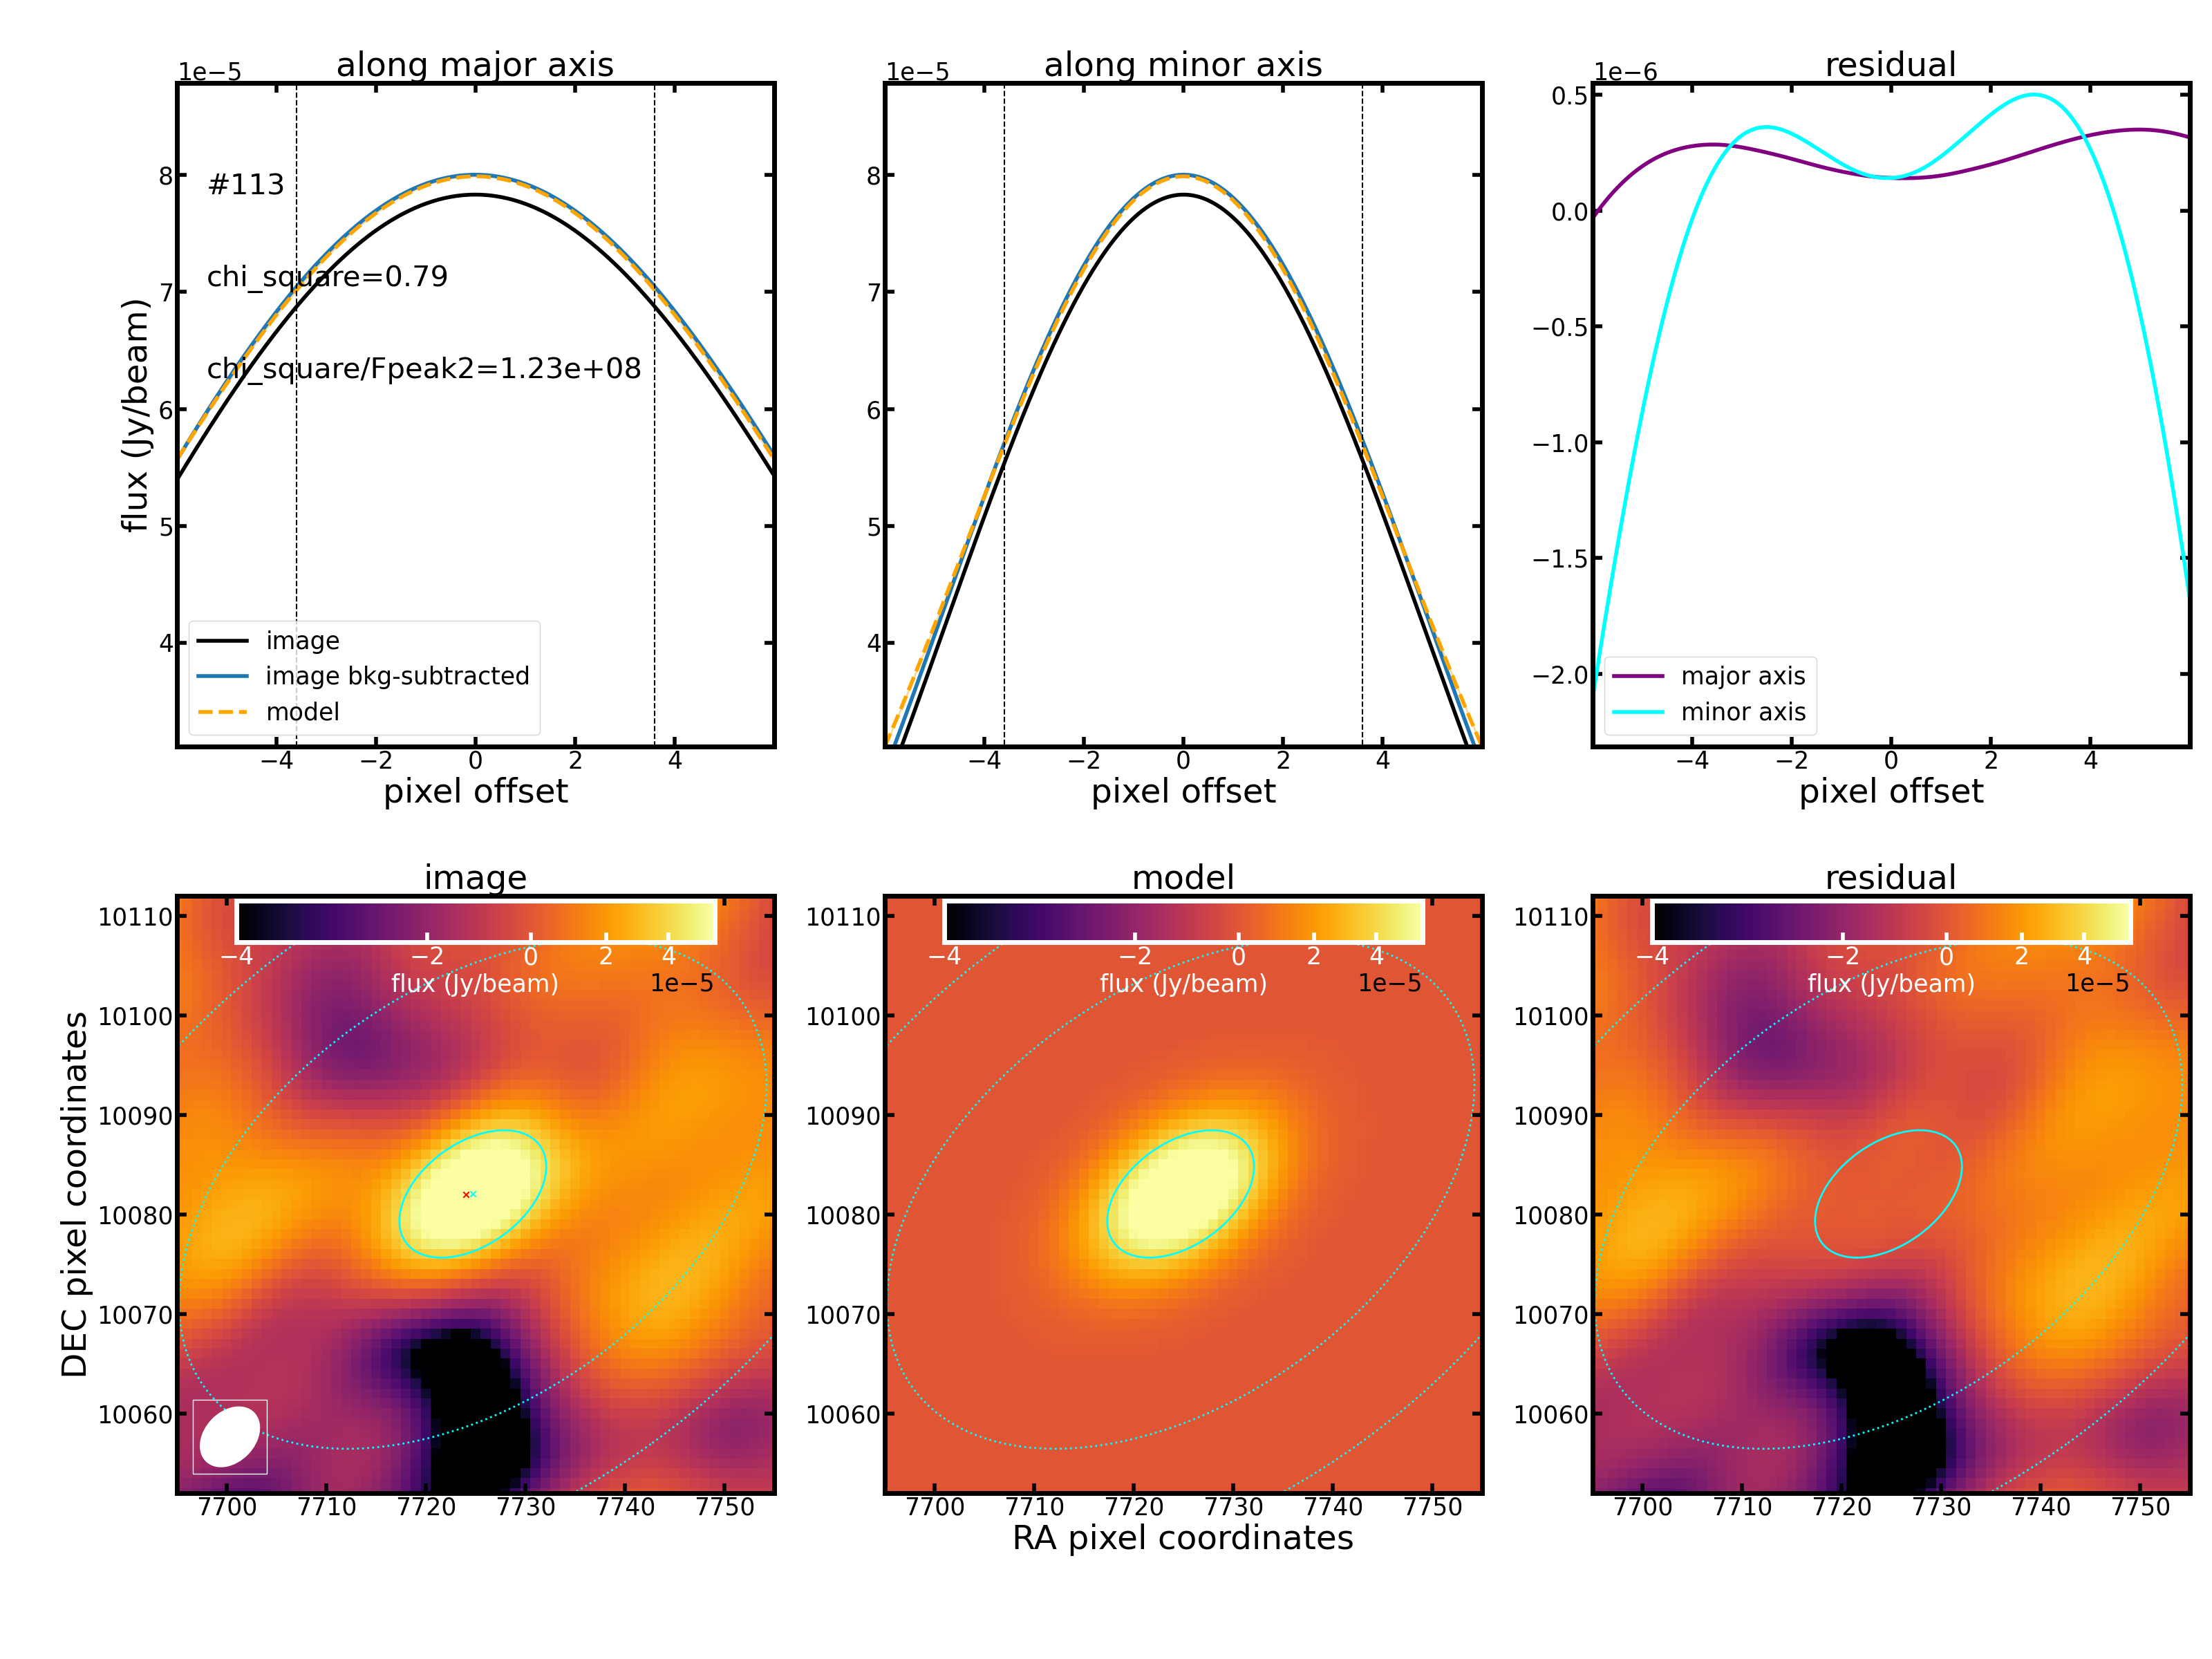 along major axis
1e−5
#113
chi_square=0.79
chi_square/Fpeak2=1.23e+08
8
7
6
5
4
flux (Jy/beam)
image
image bkg-subtracted
model
−4 −2 0 2 4
pixel offset
along minor axis
1e−5
8
7
6
5
4
−4 −2 0 2 4
pixel offset
residual
1e−6
0.5
0.0
−0.5
−1.0
−1.5
−2.0
major axis
minor axis
−4 −2 0 2 4
pixel offset
image
−4 −2 0 2 4
flux (Jy/beam)
1e−5
10110
10100
10090
10080
10070
10060
DEC pixel coordinates
7700 7710 7720 7730 7740 7750
model
−4 −2 0 2 4
flux (Jy/beam)
1e−5
10110
10100
10090
10080
10070
10060
7700 7710 7720 7730 7740 7750
RA pixel coordinates
residual
−4 −2 0 2 4
flux (Jy/beam)
1e−5
10110
10100
10090
10080
10070
10060
7700 7710 7720 7730 7740 7750